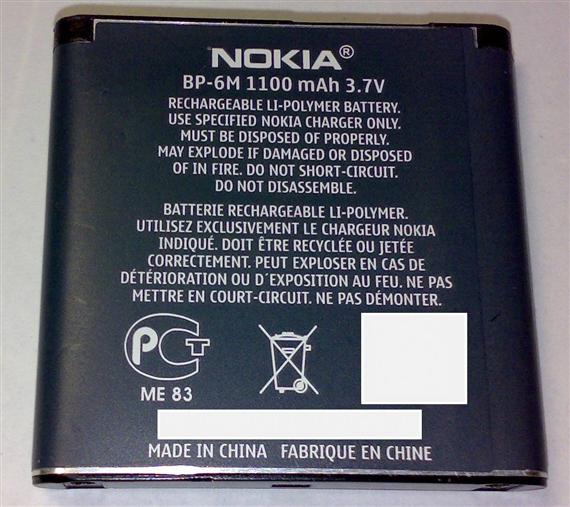 NOKIA®
BP-6M 1100 mAh 3.7V
RECHARGEABLE LI-POLYMER BATTERY.
USE SPECIFIED NOKIA CHARGER ONLY.
MUST BE DISPOSED OF PROPERLY.
MAY EXPLODE IF DAMAGED OR DISPOSED
OF IN FIRE. DO NOT SHORT-CIRCUIT.
DO NOT DISASSEMBLE.
BATTERIE RECHARGEABLE LI-POLYMER.
UTILISEZ EXCLUSIVEMENT LE CHARGEUR NOKIA
INDIQUÉ. DOIT ÊTRE RECYCLÉE OU JETÉE
CORRECTEMENT. PEUT EXPLOSER EN CAS DE
DÉTÉRIORATION OU D´EXPOSITION AU FEU. NE PAS
METTRE EN COURT-CIRCUIT. NE PAS DÉMONTER.
РСТ
ME 83
MADE IN CHINA FABRIQUE EN CHINE